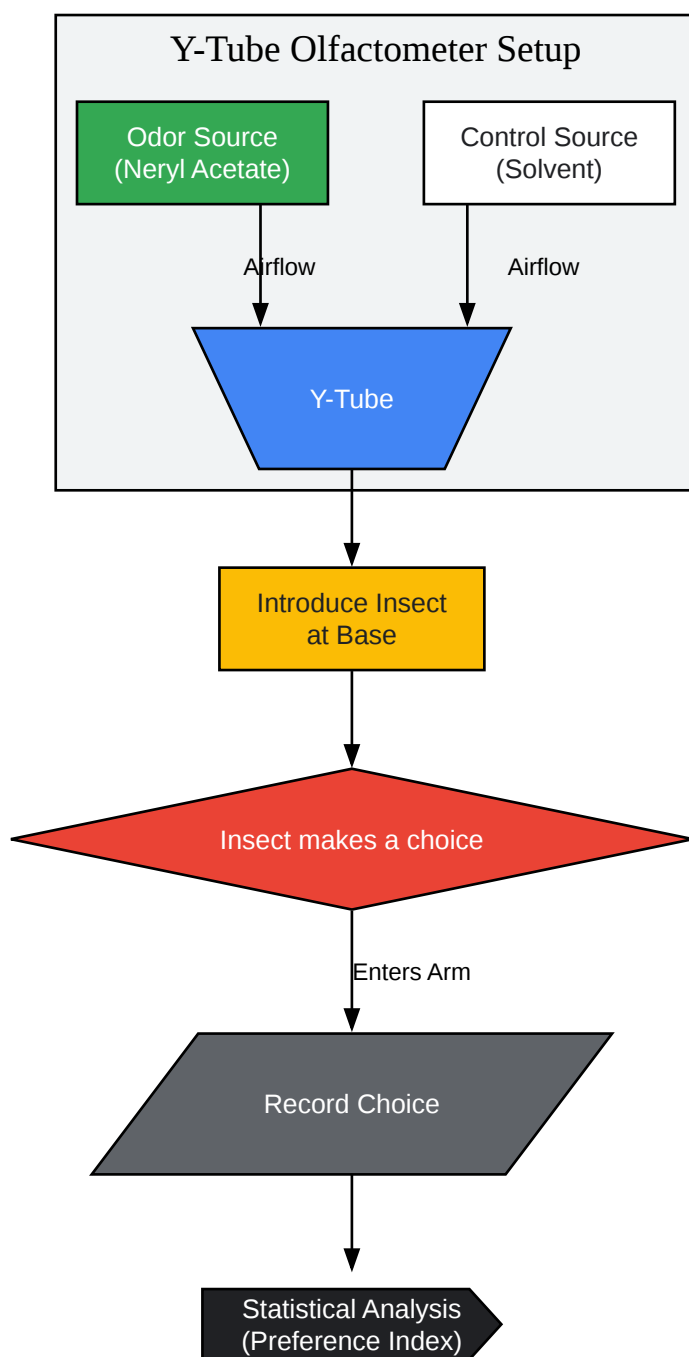 Y-Tube Olfactometer Setup
Odor Source
(Neryl Acetate)
Control Source
(Solvent)
Airflow
Airflow
Y-Tube
Introduce Insect
at Base
Insect makes a choice
Enters Arm
Record Choice
Statistical Analysis
(Preference Index)